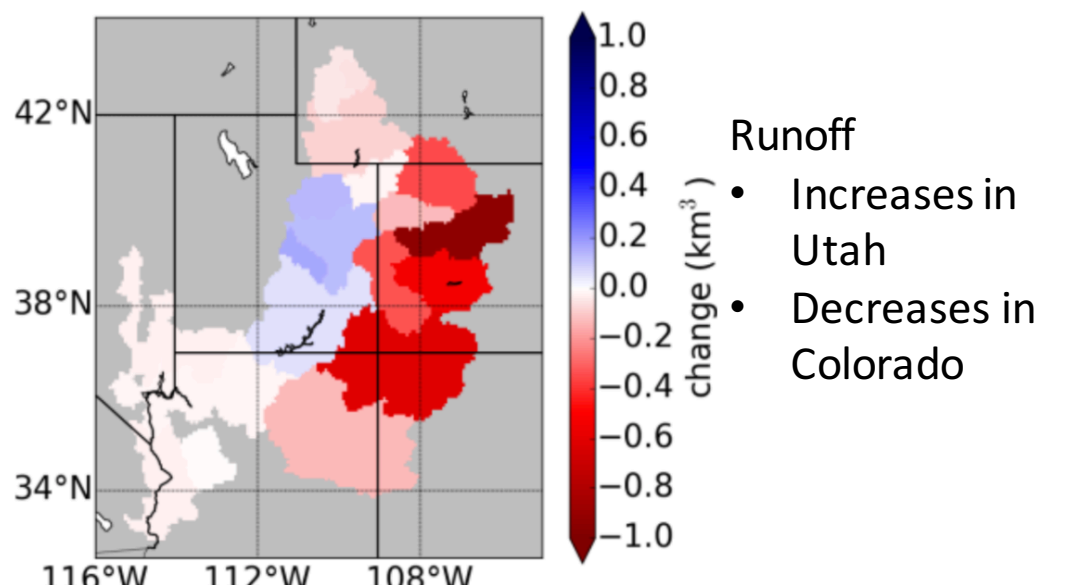 42°N
38°N
34°N
116°W 112°W 108°W
1.0
0.8
0.6
0.4
0.2
0.0
−0.2
−0.4
−0.6
−0.8
−1.0
change (km³ )
Runoff
• Increases in
Utah
• Decreases in
Colorado